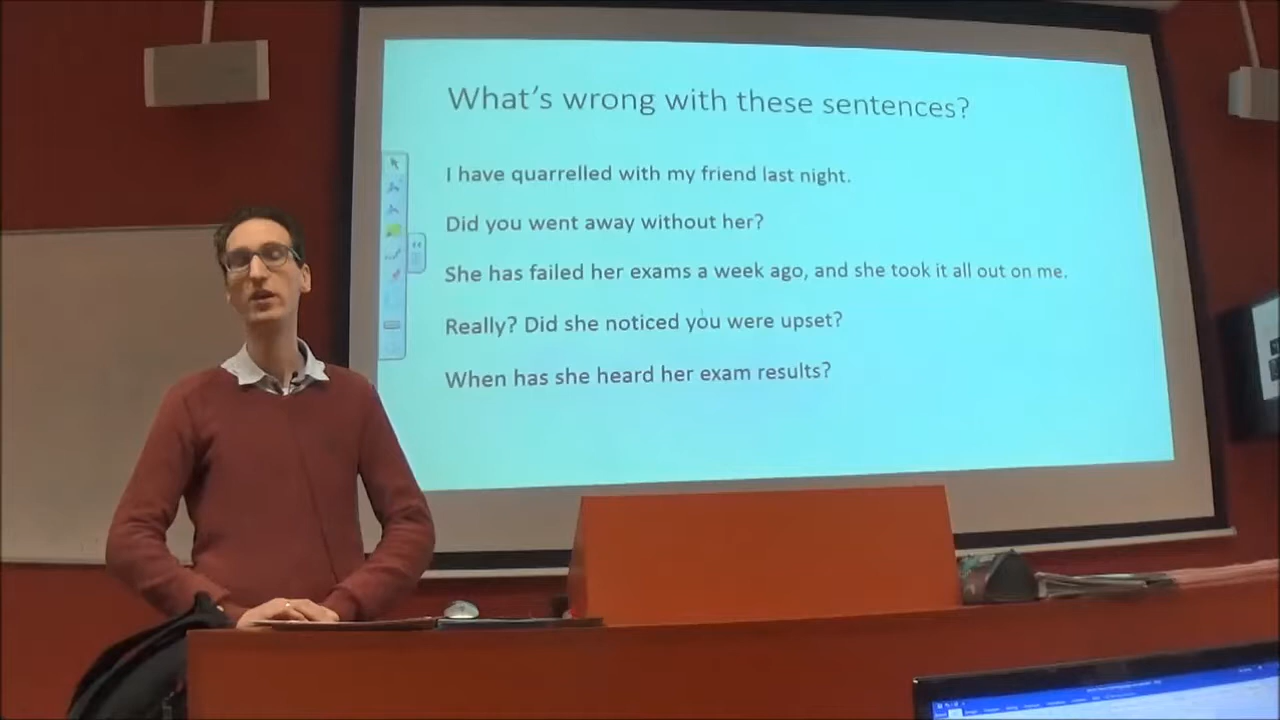 What's wrong with these sentences?
I have quarrelled with my friend last night.
Did you went away without her?
She has failed her exams a week ago, and she took it all out on me.
Really? Did she noticed you were upset?
When has she heard her exam results?